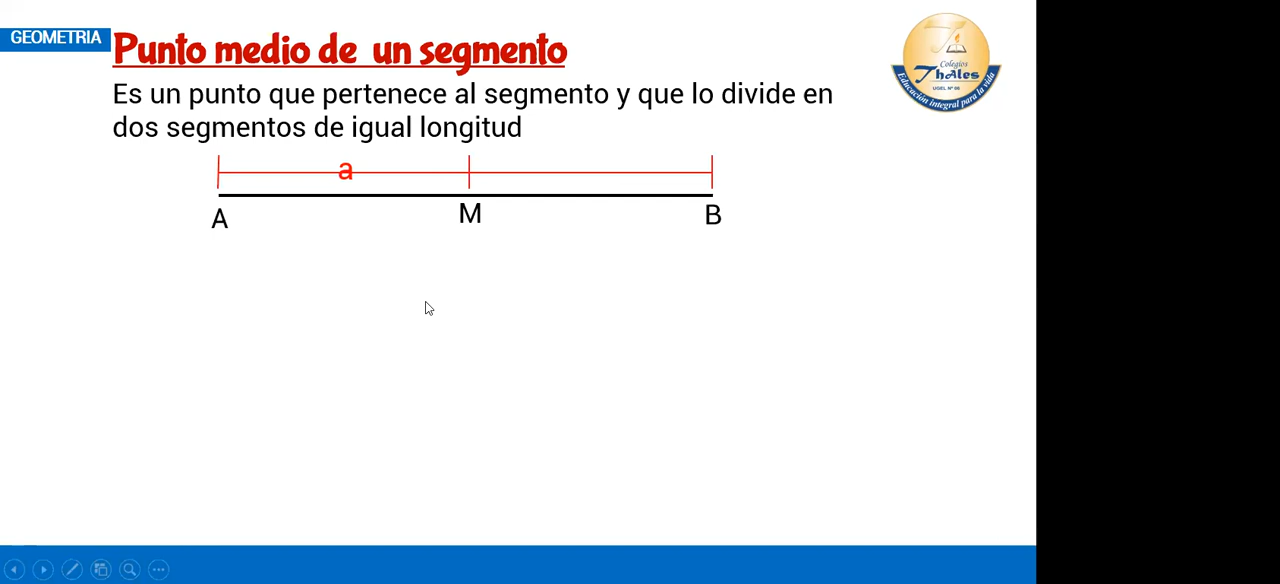 GEOMETRIA
Punto medio de un segmento
Es un punto que pertenece al segmento y que lo divide en
dos segmentos de igual longitud
a
A M B
T
Colegios
Thales
UGEL Nº 06
Educación integral para la vida